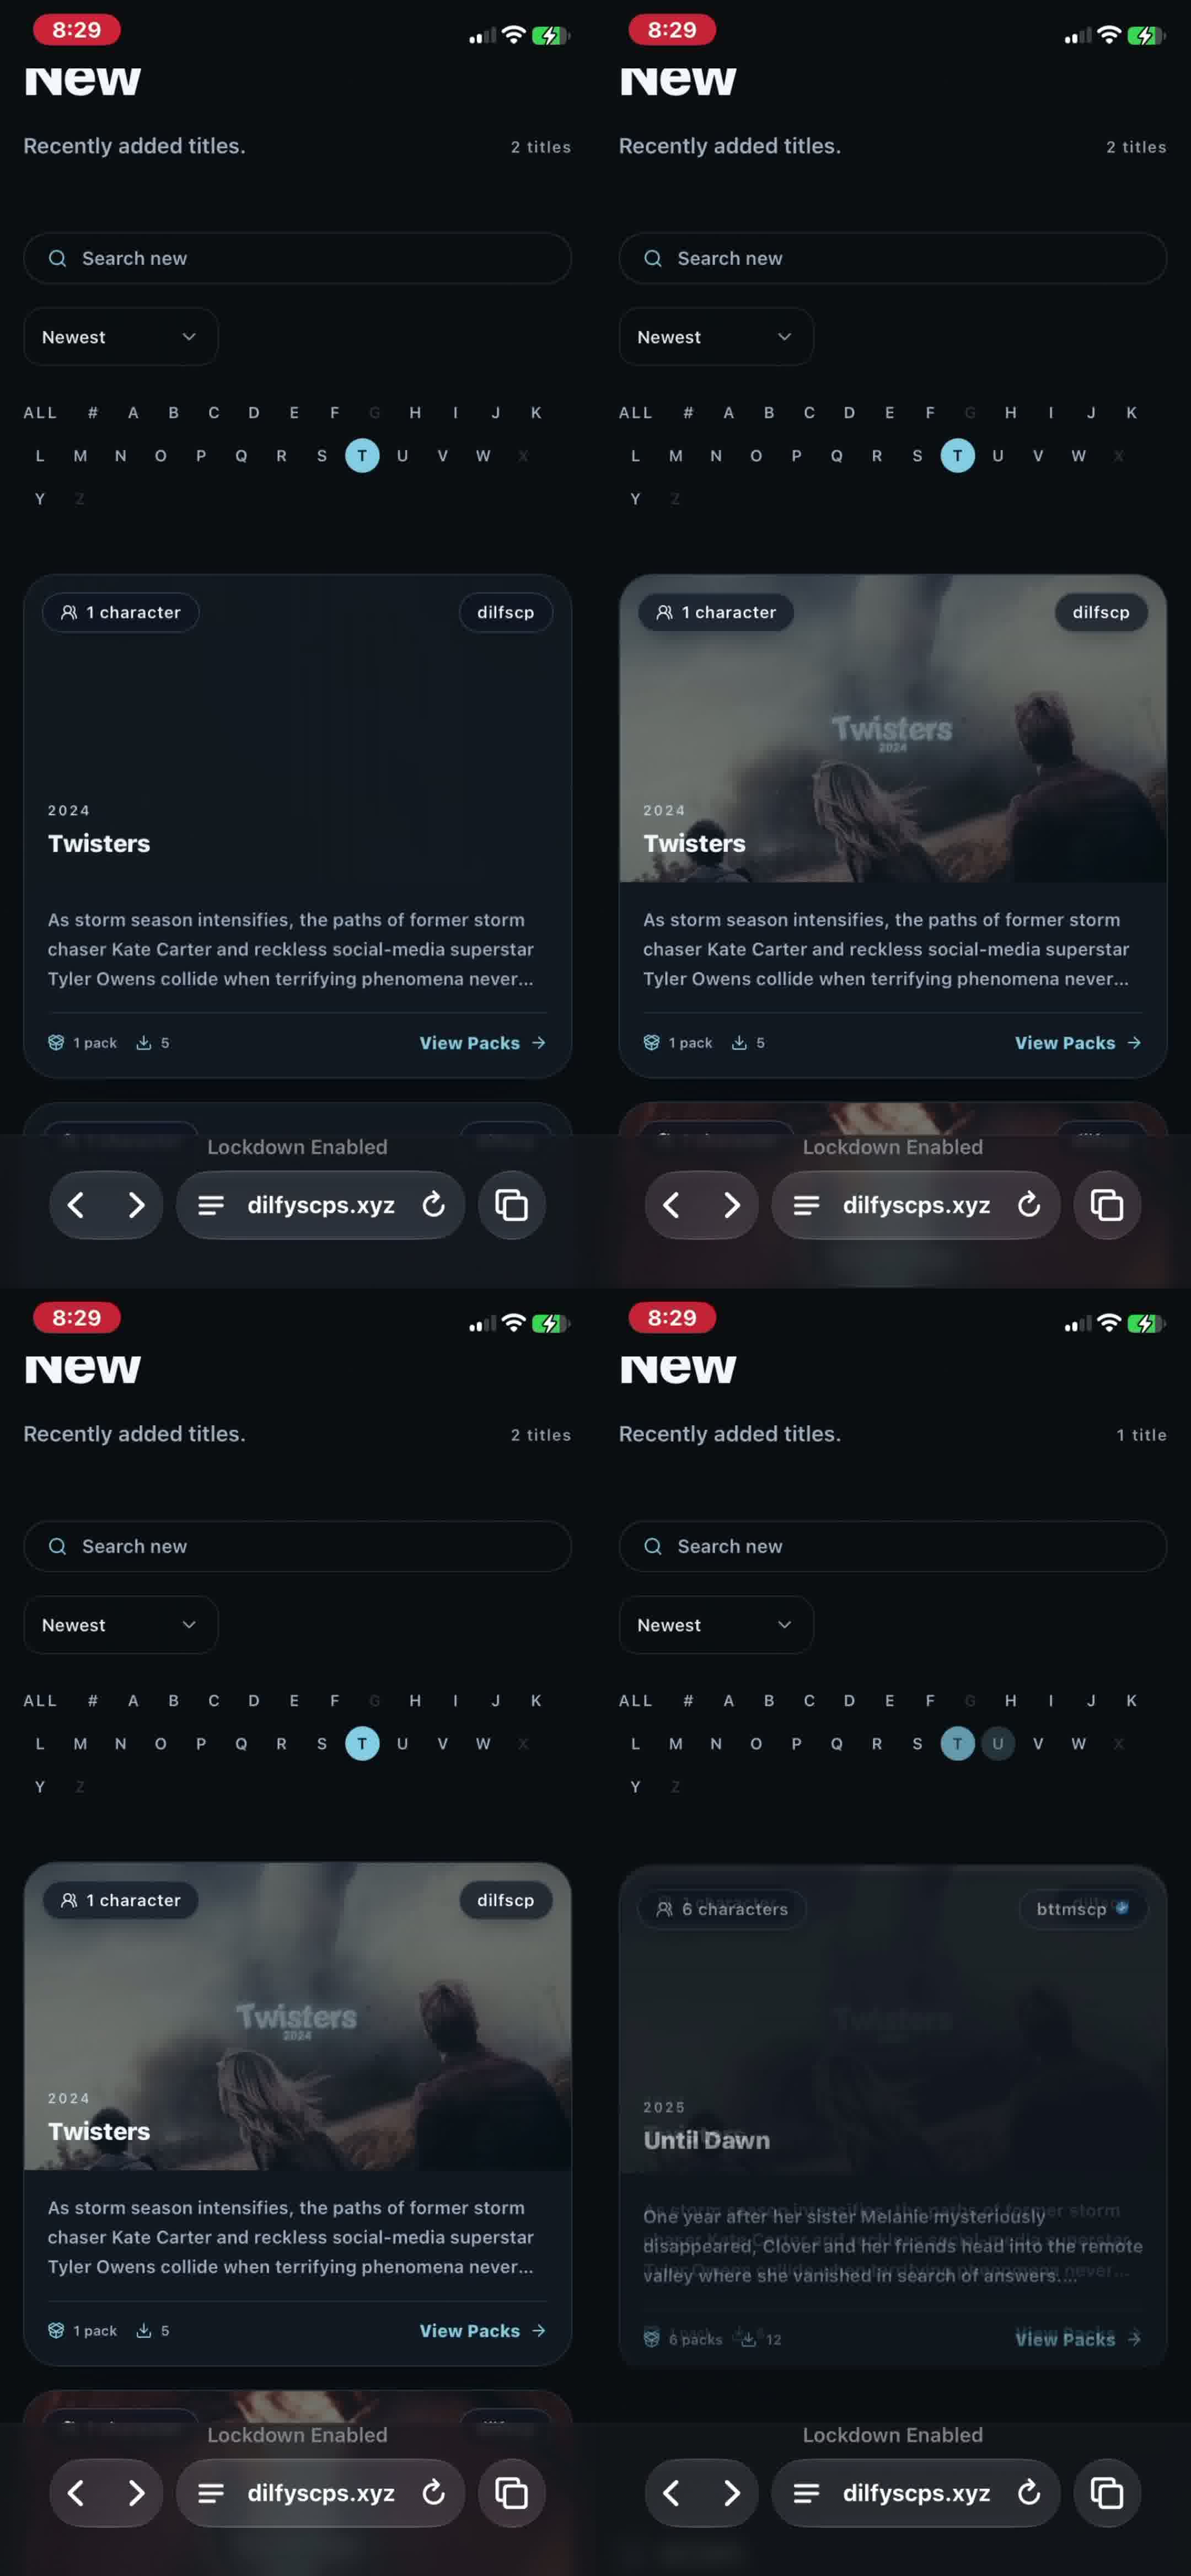 8:29
New
Recently added titles.
2 titles
Search new
Newest
ALL # A B C D E F G H I J K
L M N O P Q R S T U V W X
Y Z
1 character
dilfscp
2024
Twisters
As storm season intensifies, the paths of former storm
chaser Kate Carter and reckless social-media superstar
Tyler Owens collide when terrifying phenomena never...
1 pack
5
View Packs
Lockdown Enabled
dilfyscps.xyz
8:29
New
Recently added titles.
2 titles
Search new
Newest
ALL # A B C D E F G H I J K
L M N O P Q R S T U V W X
Y Z
1 character
dilfscp
Twisters
2024
2024
Twisters
As storm season intensifies, the paths of former storm
chaser Kate Carter and reckless social-media superstar
Tyler Owens collide when terrifying phenomena never...
1 pack
5
View Packs
Lockdown Enabled
dilfyscps.xyz
8:29
New
Recently added titles.
2 titles
Search new
Newest
ALL # A B C D E F G H I J K
L M N O P Q R S T U V W X
Y Z
1 character
dilfscp
Twisters
2024
2024
Twisters
As storm season intensifies, the paths of former storm
chaser Kate Carter and reckless social-media superstar
Tyler Owens collide when terrifying phenomena never...
1 pack
5
View Packs
Lockdown Enabled
dilfyscps.xyz
8:29
New
Recently added titles.
1 title
Search new
Newest
ALL # A B C D E F G H I J K
L M N O P Q R S T U V W X
Y Z
6 characters
bttmscp
Twisters
2025
Until Dawn
One year after her sister Melanie mysteriously
disappeared, Clover and her friends head into the remote
valley where she vanished in search of answers....
6 packs
12
View Packs
Lockdown Enabled
dilfyscps.xyz